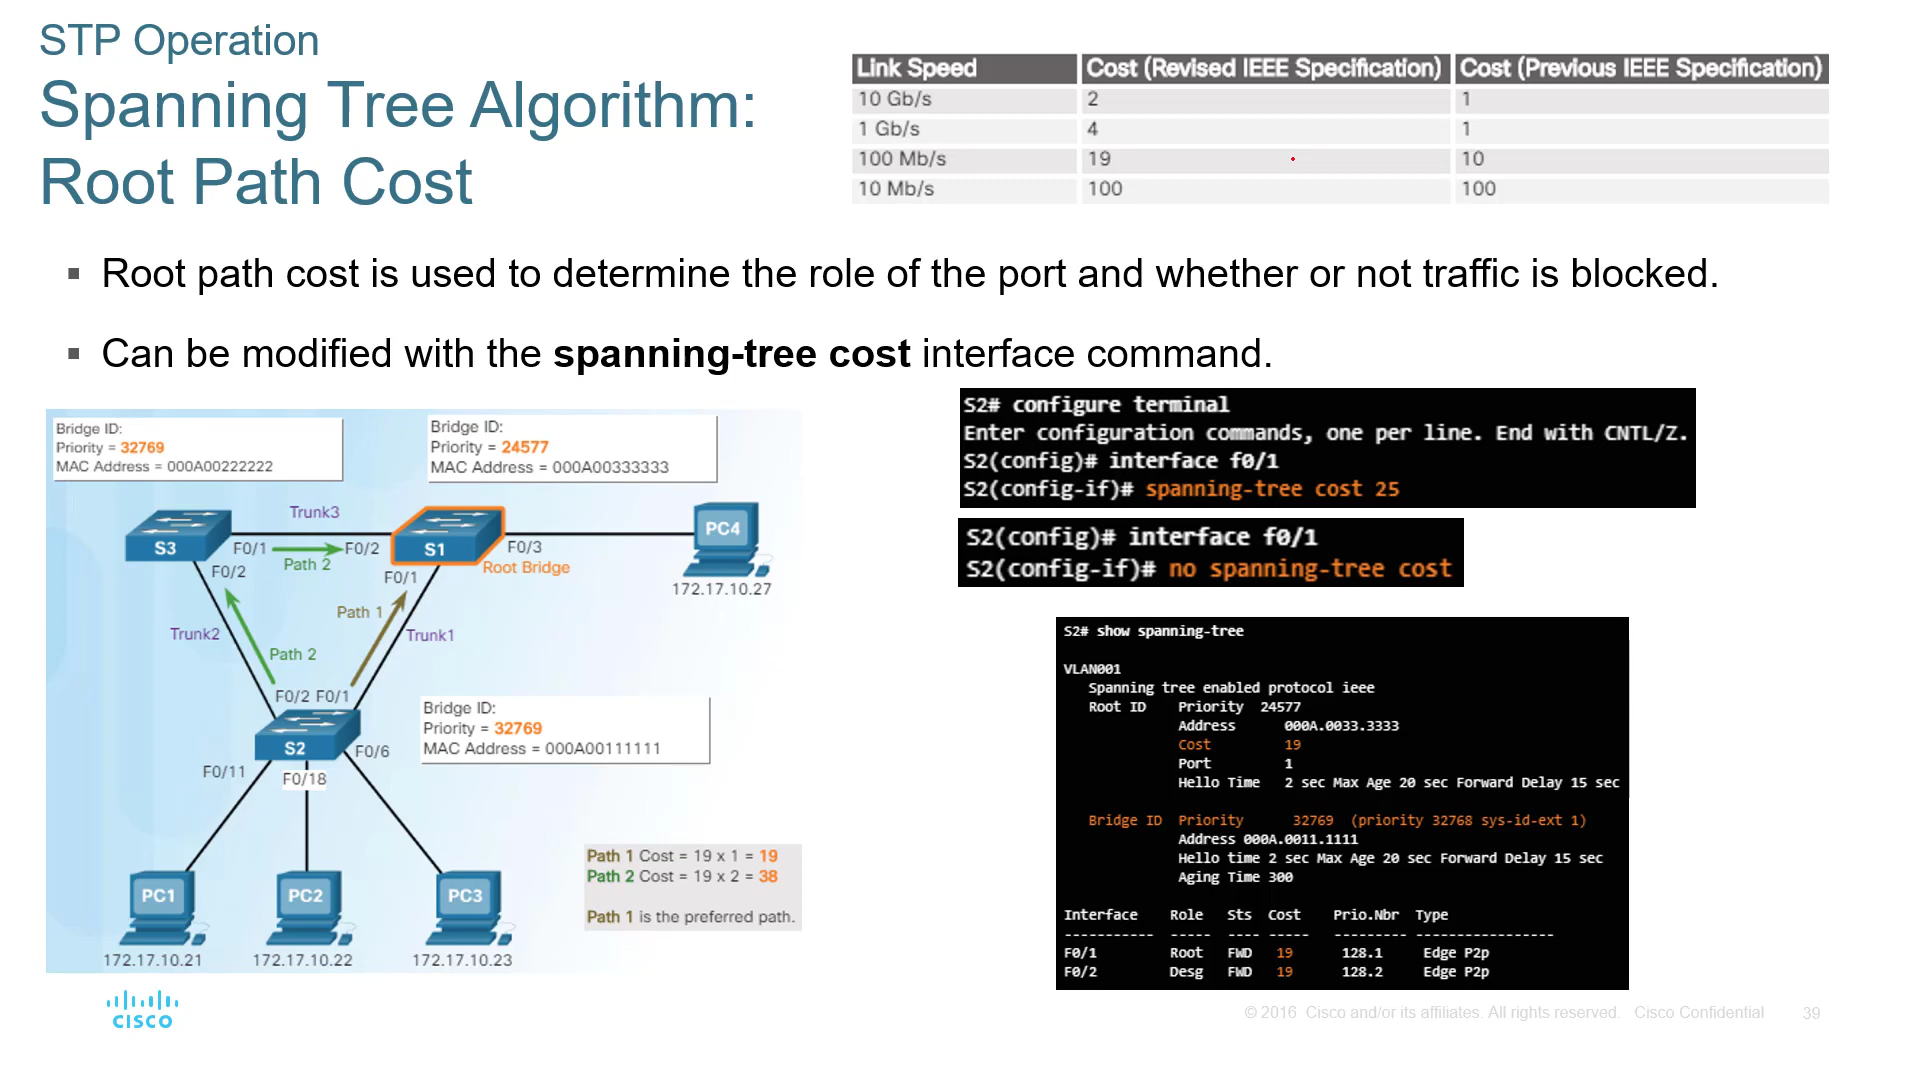 STP Operation
Spanning Tree Algorithm:
Root Path Cost
Link Speed Cost (Revised IEEE Specification) Cost (Previous IEEE Specification)
10 Gb/s 2 1
1 Gb/s 4 1
100 Mb/s 19 10
10 Mb/s 100 100
▪ Root path cost is used to determine the role of the port and whether or not traffic is blocked.
▪ Can be modified with the spanning-tree cost interface command.
Bridge ID:
Priority = 32769
MAC Address = 000A00222222
Bridge ID:
Priority = 24577
MAC Address = 000A00333333
Trunk3
S3
F0/1
F0/2
S1
F0/3
PC4
Path 2
Root Bridge
F0/2
F0/1
172.17.10.27
Path 1
Trunk2
Trunk1
Path 2
F0/2 F0/1
Bridge ID:
Priority = 32769
MAC Address = 000A00111111
S2
F0/6
F0/11
F0/18
Path 1 Cost = 19 x 1 = 19
Path 2 Cost = 19 x 2 = 38
Path 1 is the preferred path.
PC1
PC2
PC3
172.17.10.21
172.17.10.22
172.17.10.23
S2# configure terminal
Enter configuration commands, one per line. End with CNTL/Z.
S2(config)# interface f0/1
S2(config-if)# spanning-tree cost 25
S2(config)# interface f0/1
S2(config-if)# no spanning-tree cost
S2# show spanning-tree
VLAN001
Spanning tree enabled protocol ieee
Root ID Priority 24577
Address 000A.0033.3333
Cost 19
Port 1
Hello Time 2 sec Max Age 20 sec Forward Delay 15 sec
Bridge ID Priority 32769 (priority 32768 sys-id-ext 1)
Address 000A.0011.1111
Hello time 2 sec Max Age 20 sec Forward Delay 15 sec
Aging Time 300
Interface Role Sts Cost Prio.Nbr Type
----------- ----- ---- ----- --------- -----------------
F0/1 Root FWD 19 128.1 Edge P2p
F0/2 Desg FWD 19 128.2 Edge P2p
CISCO
© 2016 Cisco and/or its affiliates. All rights reserved. Cisco Confidential
39